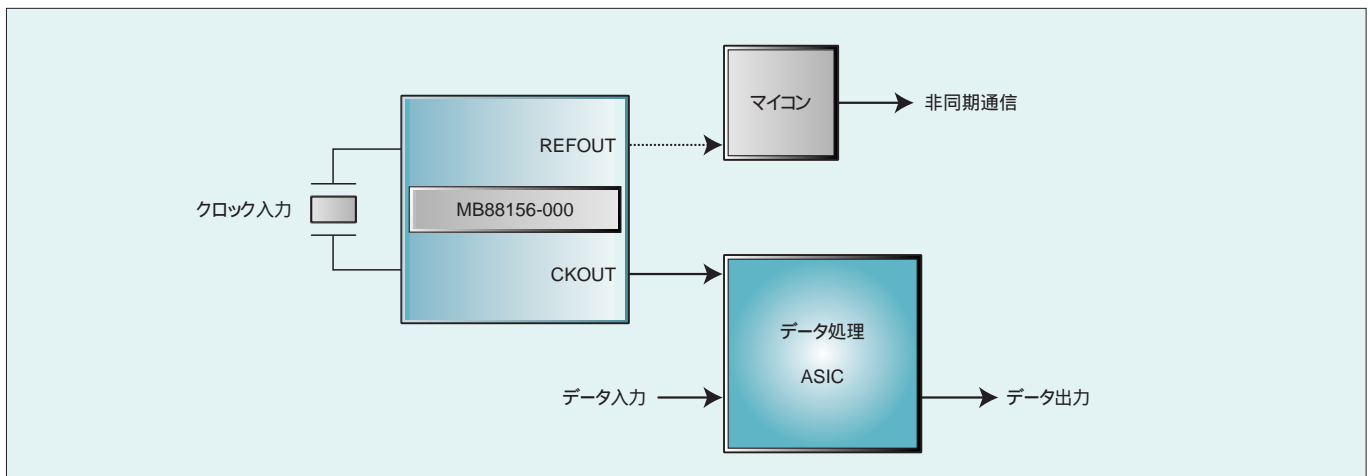 マイコン
非同期通信
REFOUT
クロック入力
MB88156-000
CKOUT
データ処理
ASIC
データ入力
データ出力